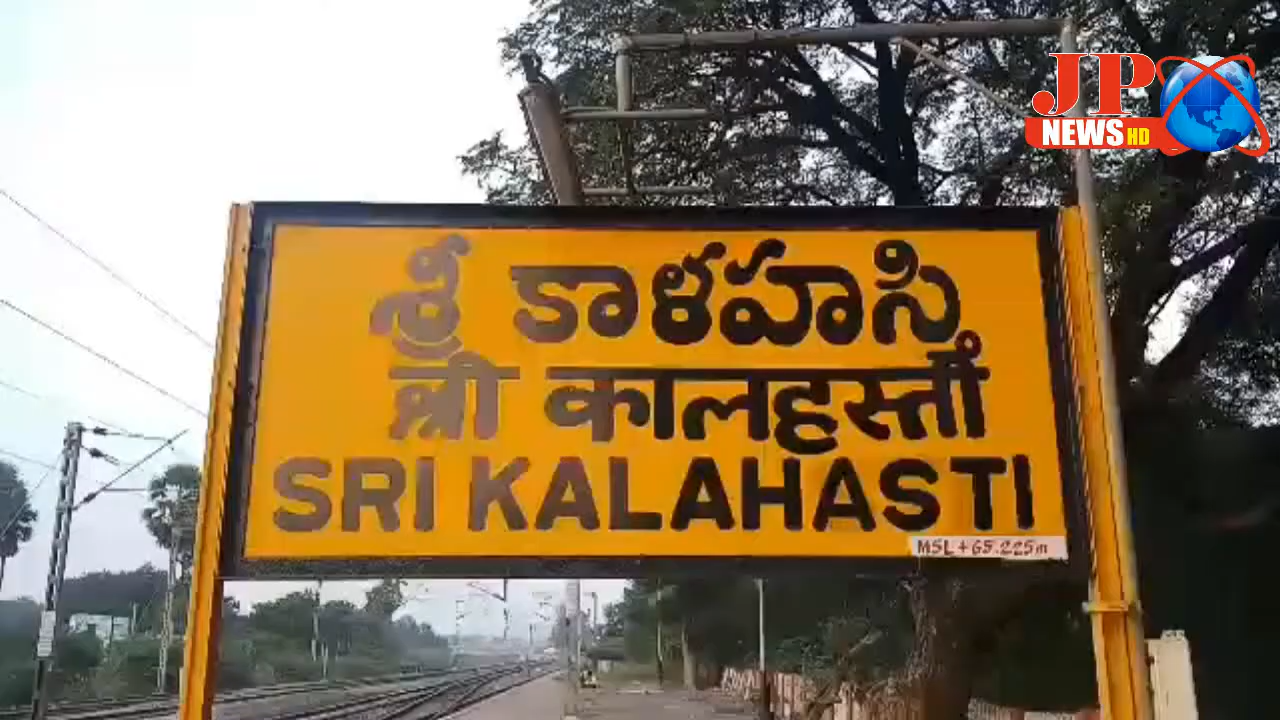 JP
NEWS HD
శ్రీ కాళహస్తి
श्री कालहस्ती
SRI KALAHASTI
MSL + 65.225m